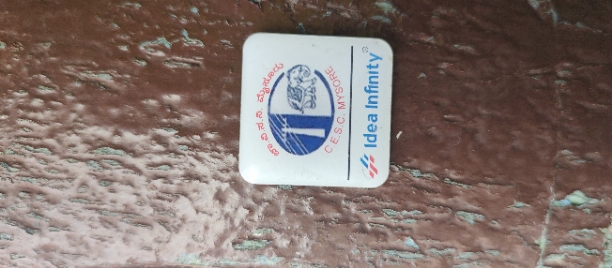 ಚಾ.ವಿ.ಸ.ನಿ. ಮೈಸೂರು
C.E.S.C. MYSORE
Idea Infinity